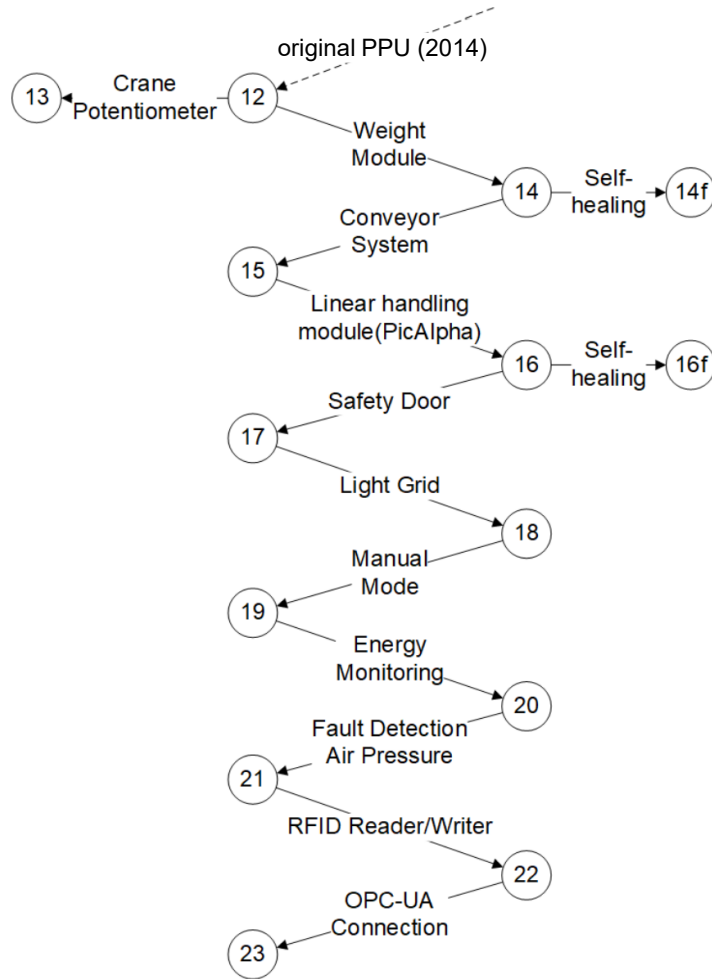 original PPU (2014)
13
Crane
Potentiometer
12
Weight
Module
14
Self-
healing
14f
Conveyor
System
15
Linear handling
module(PicAlpha)
16
Self-
healing
16f
Safety Door
17
Light Grid
18
Manual
Mode
19
Energy
Monitoring
20
Fault Detection
Air Pressure
21
RFID Reader/Writer
22
OPC-UA
Connection
23